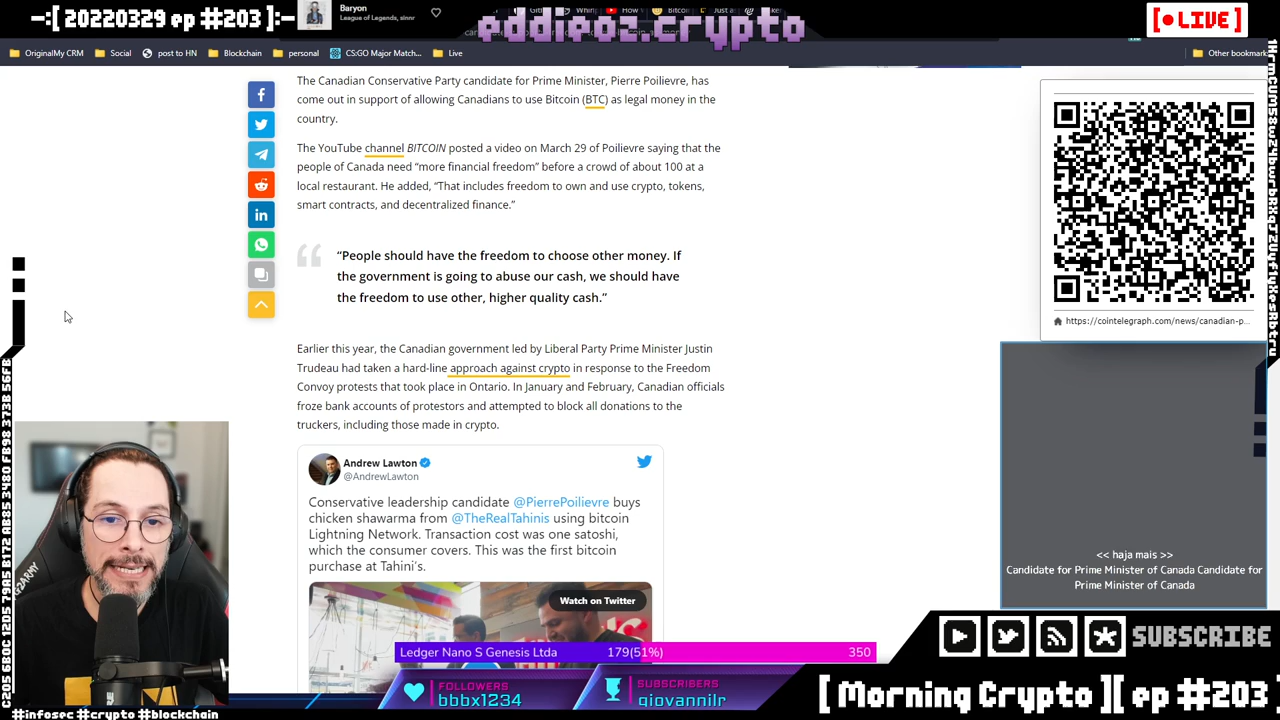 -:[ 20220329 ep #203 ]:-
Baryon
League of Legends, slnnr
eddieoz.crypto
[ ● LIVE ]
OriginalMy CRM
Social
post to HN
Blockchain
personal
CS:GO Major Match...
Live
Other bookmark
The Canadian Conservative Party candidate for Prime Minister, Pierre Poilievre, has
come out in support of allowing Canadians to use Bitcoin (BTC) as legal money in the
country.
The YouTube channel BITCOIN posted a video on March 29 of Poilievre saying that the
people of Canada need “more financial freedom” before a crowd of about 100 at a
local restaurant. He added, “That includes freedom to own and use crypto, tokens,
smart contracts, and decentralized finance.”
“People should have the freedom to choose other money. If
the government is going to abuse our cash, we should have
the freedom to use other, higher quality cash.”
https://cointelegraph.com/news/canadian-p...
Earlier this year, the Canadian government led by Liberal Party Prime Minister Justin
Trudeau had taken a hard-line approach against crypto in response to the Freedom
Convoy protests that took place in Ontario. In January and February, Canadian officials
froze bank accounts of protestors and attempted to block all donations to the
truckers, including those made in crypto.
Andrew Lawton
@AndrewLawton
Conservative leadership candidate @PierrePoilievre buys
chicken shawarma from @TheRealTahinis using bitcoin
Lightning Network. Transaction cost was one satoshi,
which the consumer covers. This was the first bitcoin
purchase at Tahini's.
Watch on Twitter
<< haja mais >>
Candidate for Prime Minister of Canada Candidate for
Prime Minister of Canada
Ledger Nano S Genesis Ltda 179(51%) 350
SUBSCRIBE
FOLLOWERS
bbbx1234
SUBSCRIBERS
giovannilr
[ Morning Crypto ][ ep #203 ]
#infosec #crypto #blockchain